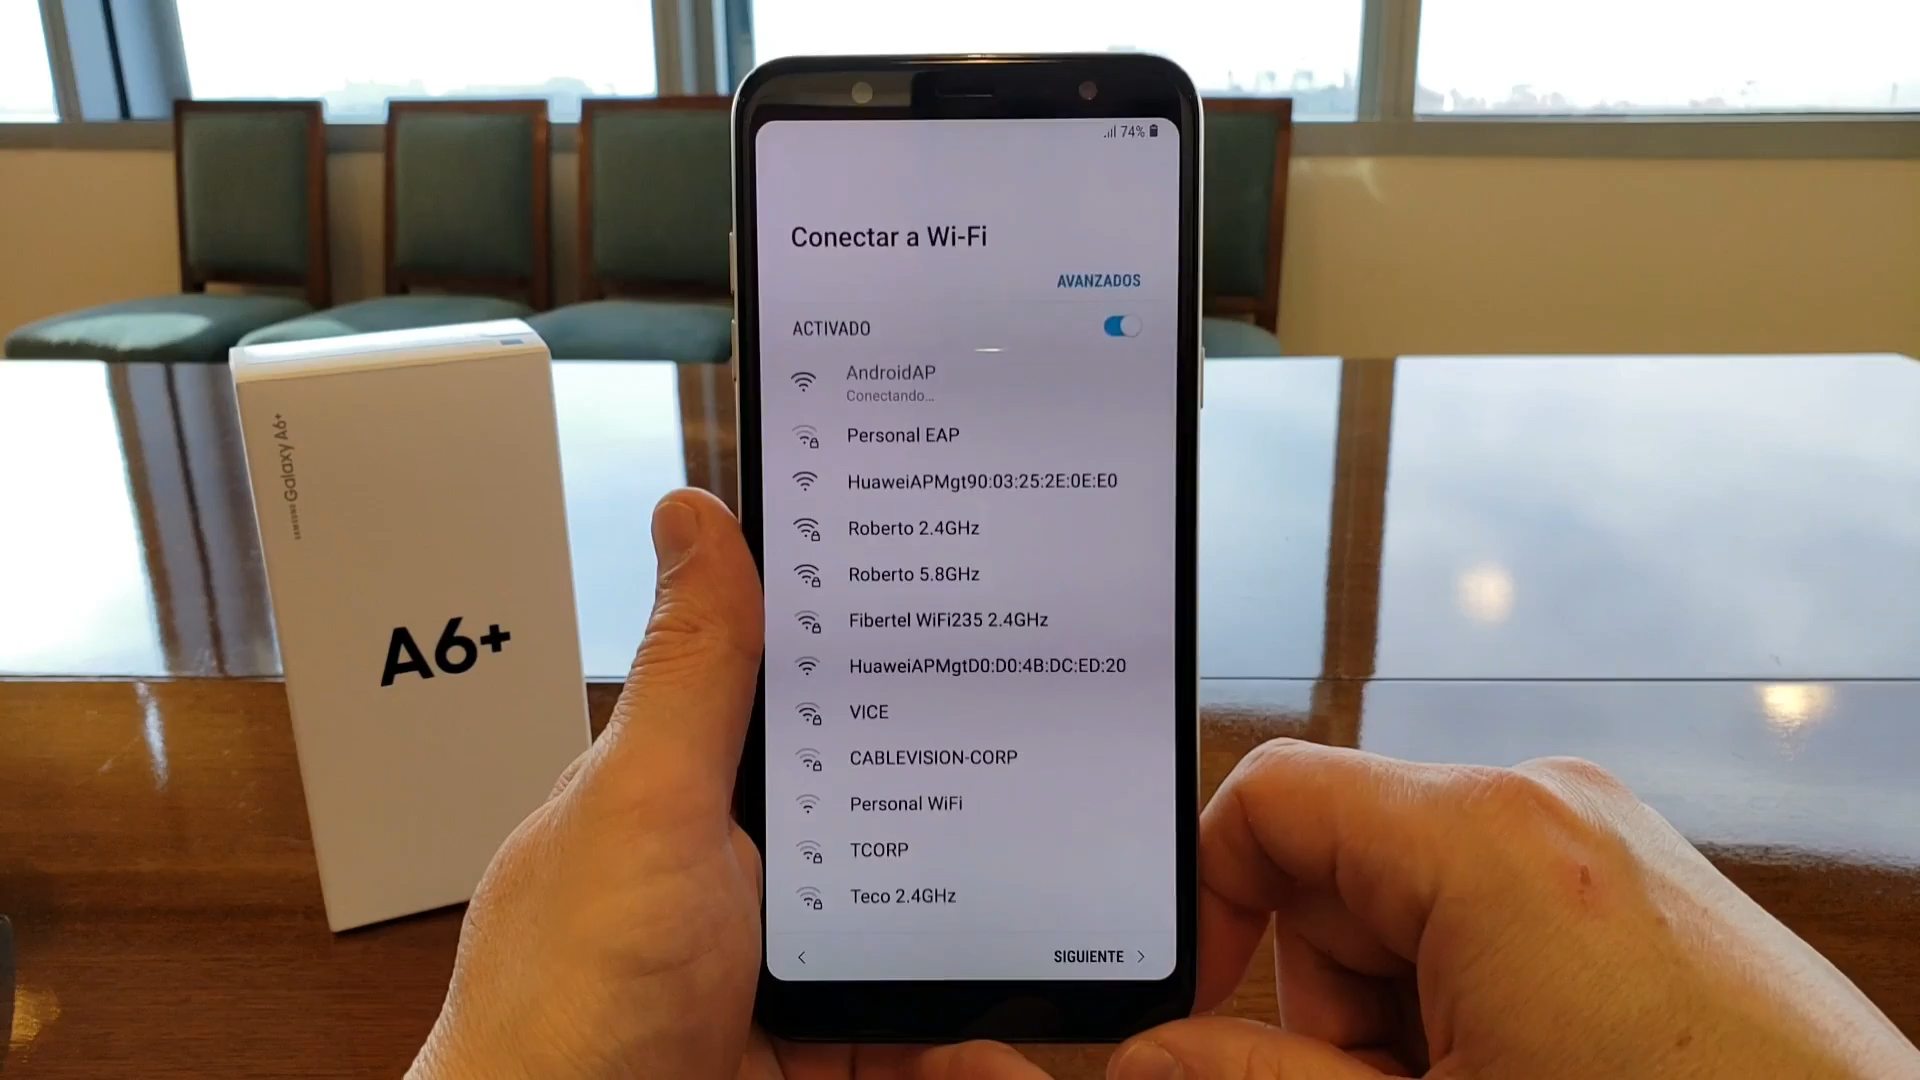 74%
Conectar a Wi-Fi
AVANZADOS
ACTIVADO
AndroidAP
Conectando...
Personal EAP
HuaweiAPMgt90:03:25:2E:0E:E0
Roberto 2.4GHz
Roberto 5.8GHz
Fibertel WiFi235 2.4GHz
HuaweiAPMgtD0:D0:4B:DC:ED:20
VICE
CABLEVISION-CORP
Personal WiFi
TCORP
Teco 2.4GHz
SIGUIENTE
SAMSUNG Galaxy A6+
A6+